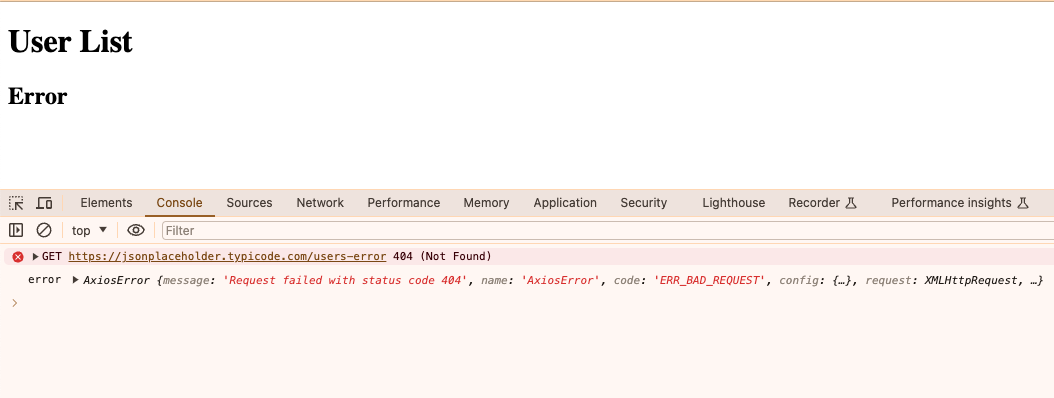 User List
Error
Elements Console Sources Network Performance Memory Application Security Lighthouse Recorder Performance insights
top Filter
GET https://jsonplaceholder.typicode.com/users-error 404 (Not Found)
error AxiosError {message: 'Request failed with status code 404', name: 'AxiosError', code: 'ERR_BAD_REQUEST', config: {…}, request: XMLHttpRequest, …}